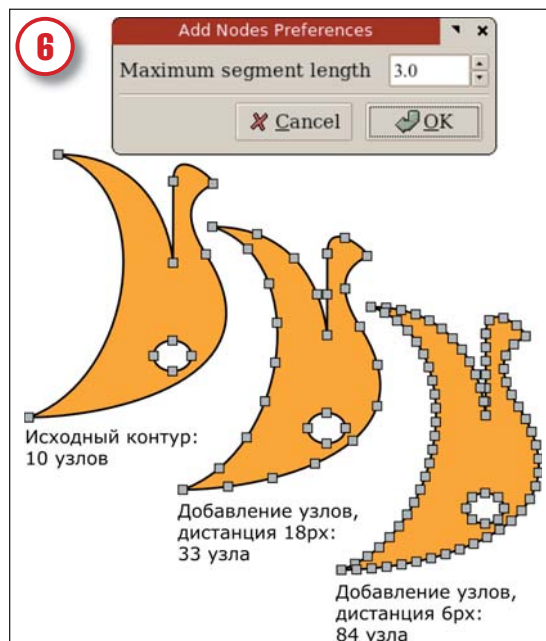 6
Add Nodes Preferences
Maximum segment length 3.0
Cancel OK
Исходный контур:
10 узлов
Добавление узлов,
дистанция 18px:
33 узла
Добавление узлов,
дистанция 6px:
84 узла